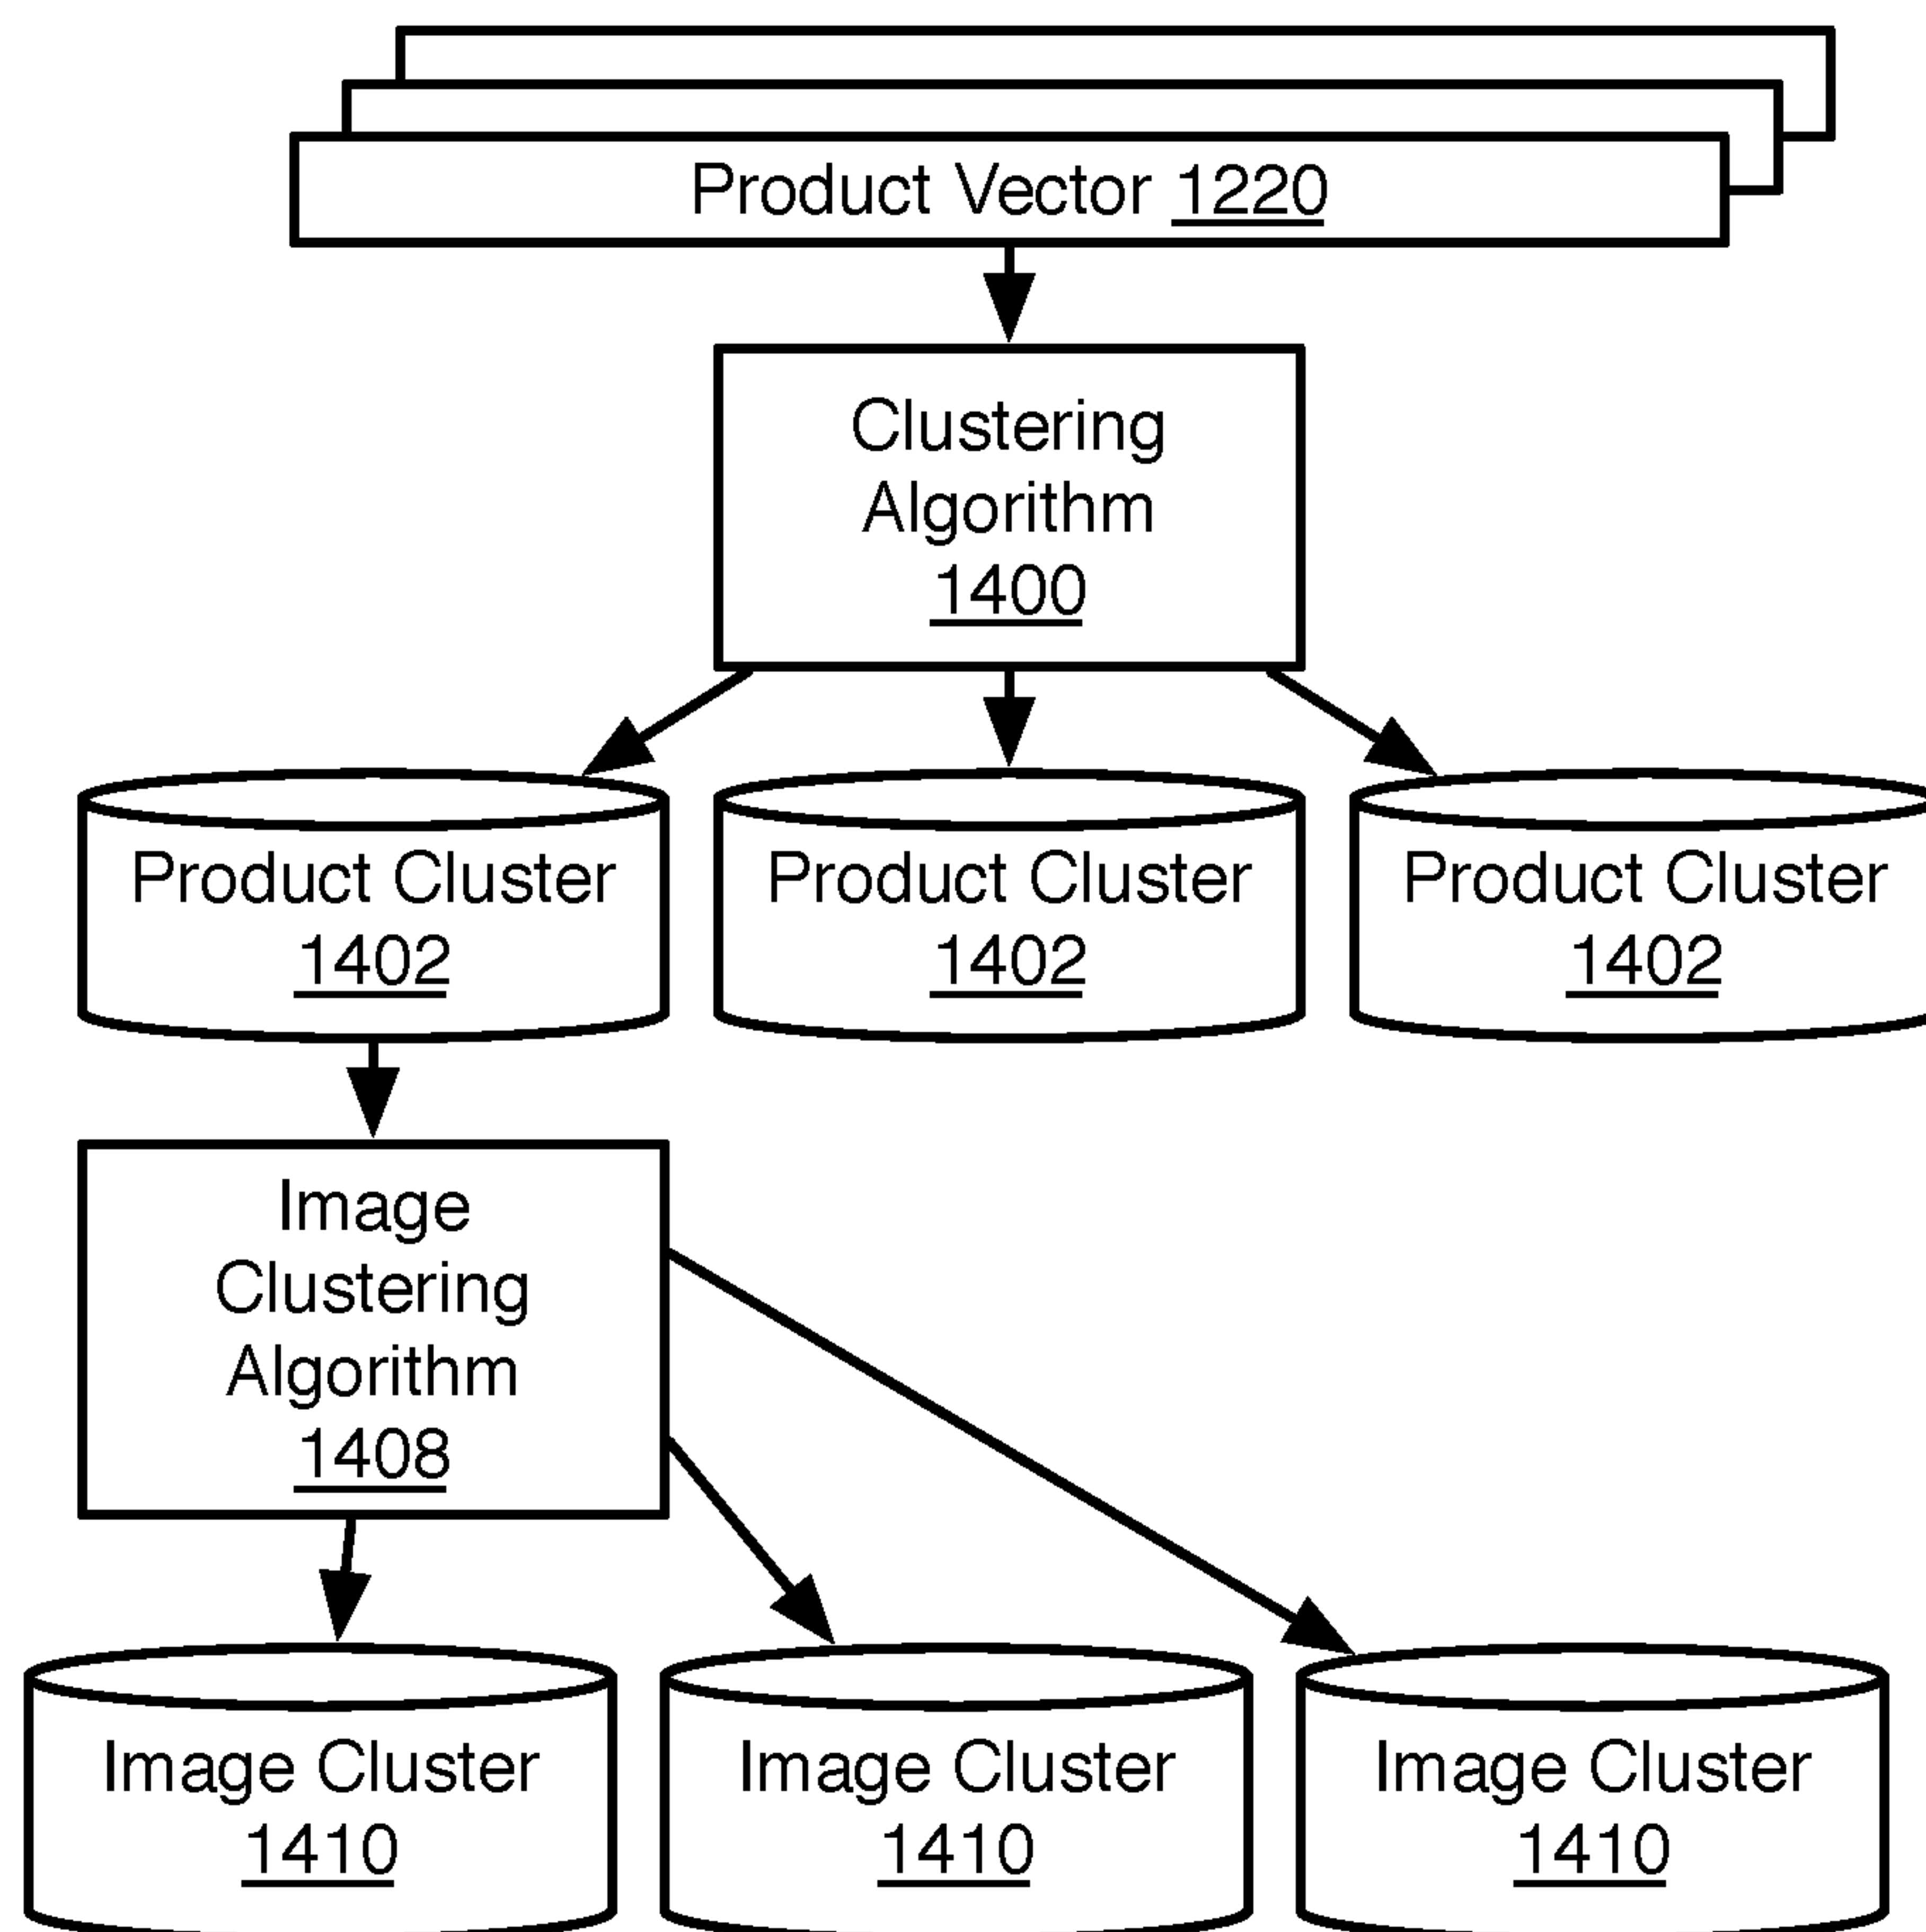 Product Vector 1220
Clustering
Algorithm
1400
Product Cluster
1402
Product Cluster
1402
Product Cluster
1402
Image
Clustering
Algorithm
1408
Image Cluster
1410
Image Cluster
1410
Image Cluster
1410